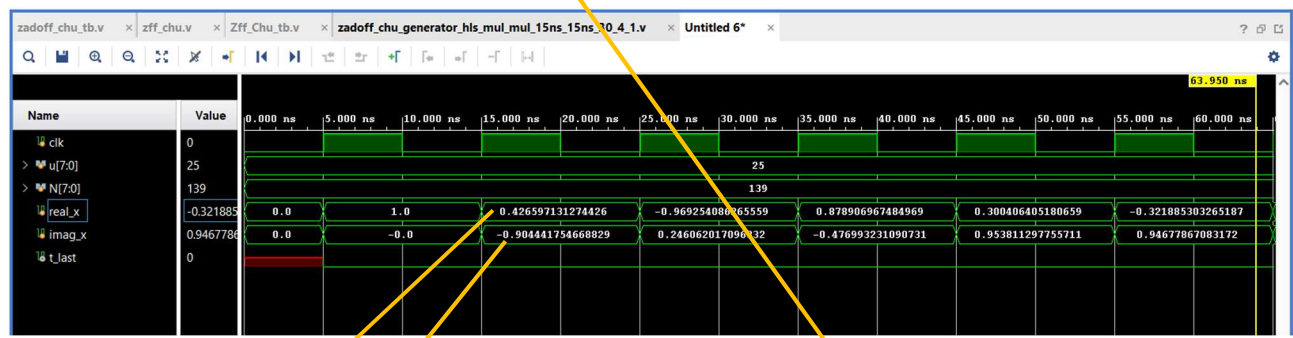 zadoff_chu_tb.v × zff_chu.v × Zff_Chu_tb.v × zadoff_chu_generator_hls_mul_mul_15ns_15ns_30_4_1.v × Untitled 6* × ?
63.950 ns
Name Value 0.000 ns 5.000 ns 10.000 ns 15.000 ns 20.000 ns 25.000 ns 30.000 ns 35.000 ns 40.000 ns 45.000 ns 50.000 ns 55.000 ns 60.000 ns
clk 0
> u[7:0] 25 25
> N[7:0] 139 139
real_x -0.321885 0.0 1.0 0.426597131274426 -0.969254086265559 0.878906967484969 0.300406405180659 -0.321885303265187
imag_x 0.9467786 0.0 -0.0 -0.904441754668829 -0.476993231090731 0.953811297755711 0.94677867083172
t_last 0